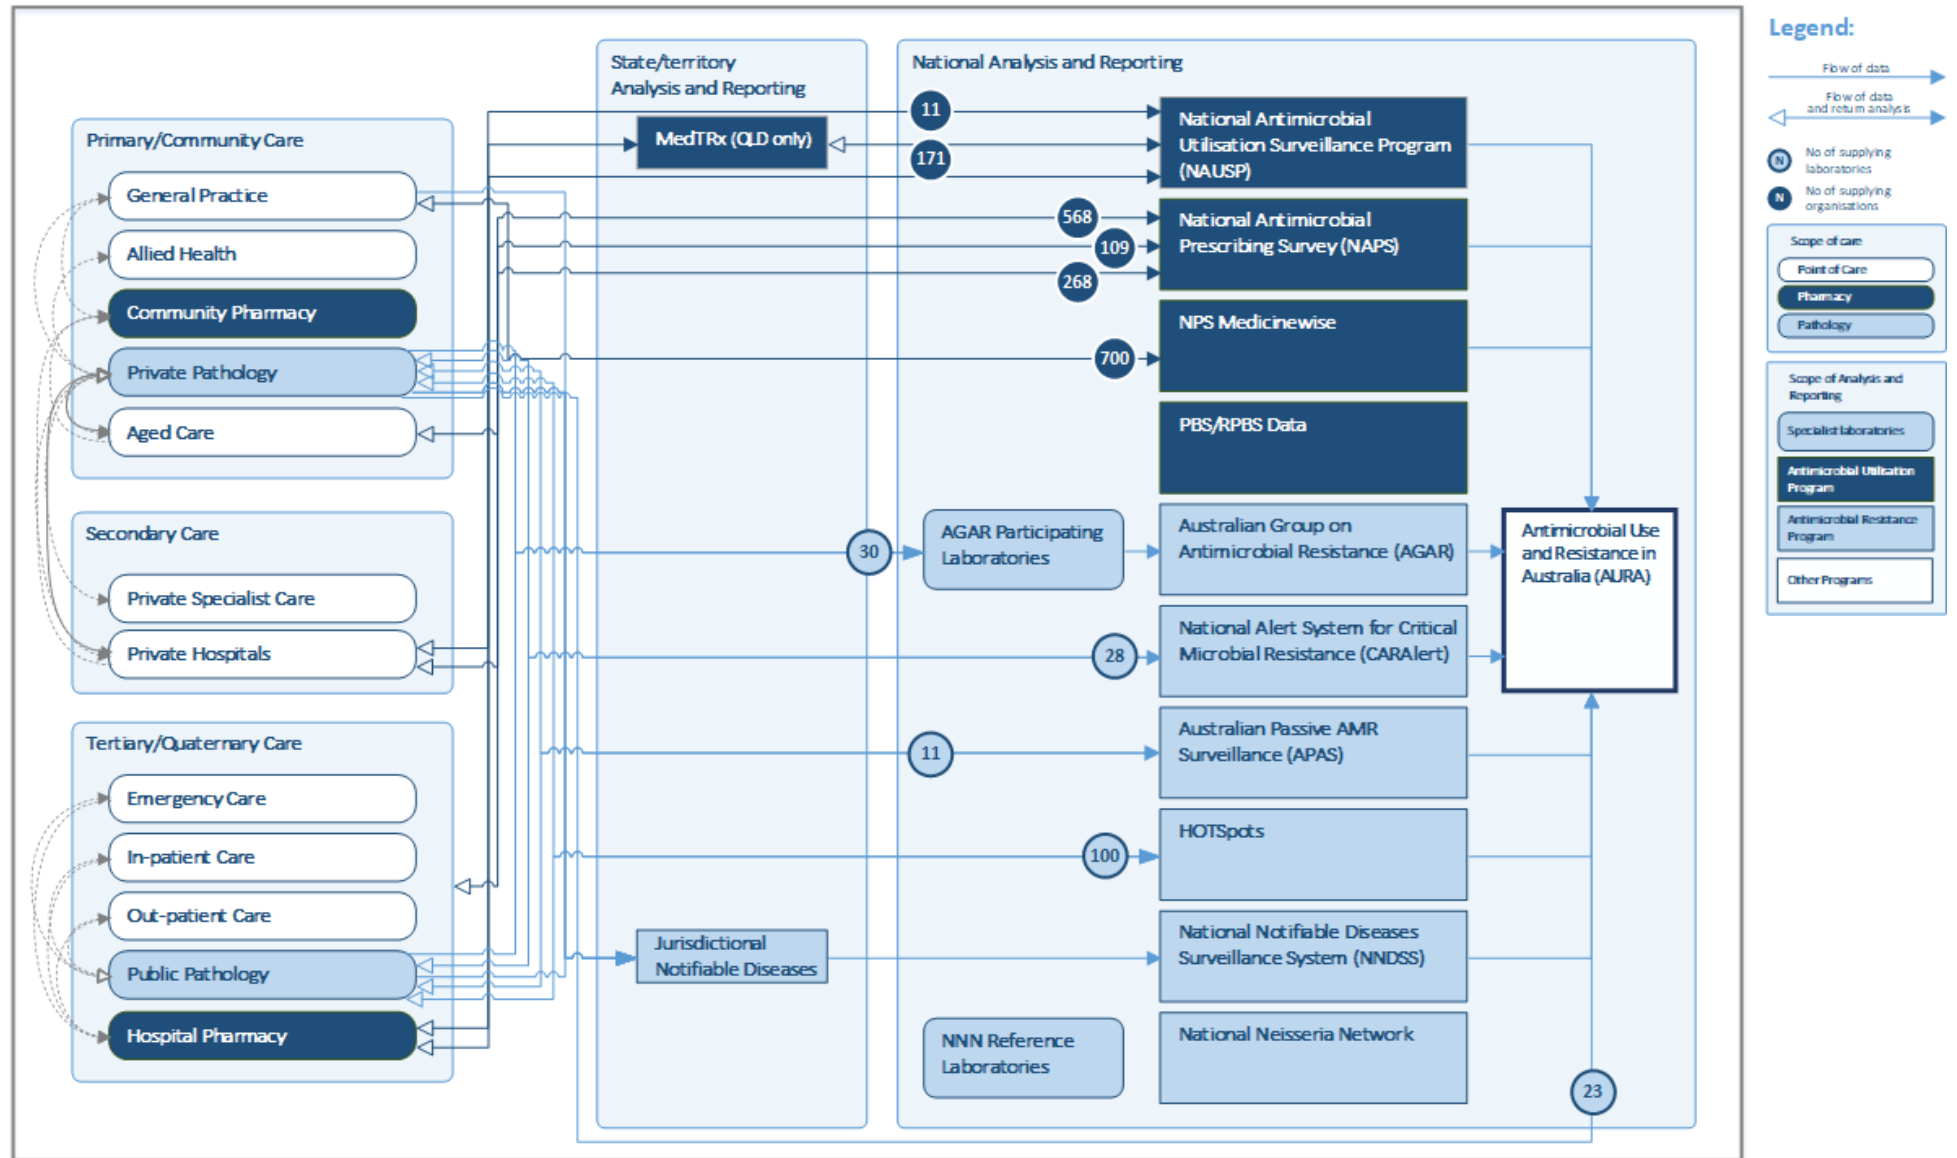 State/territory
Analysis and Reporting
National Analysis and Reporting
Legend:
Flow of data
Flow of data
and return analysis
N
No of supplying
laboratories
N
No of supplying
organisations
Scope of care
Point of Care
Pharmacy
Pathology
Scope of Analysis and
Reporting
Specialist laboratories
Antimicrobial Utilisation
Program
Antimicrobial Resistance
Program
Other Programs
Primary/Community Care
General Practice
Allied Health
Community Pharmacy
Private Pathology
Aged Care
Secondary Care
Private Specialist Care
Private Hospitals
Tertiary/Quaternary Care
Emergency Care
In-patient Care
Out-patient Care
Public Pathology
Hospital Pharmacy
MedTRx (QLD only)
Jurisdictional
Notifiable Diseases
11
171
568
109
268
700
30
28
11
100
23
AGAR Participating
Laboratories
NNN Reference
Laboratories
National Antimicrobial
Utilisation Surveillance Program
(NAUSP)
National Antimicrobial
Prescribing Survey (NAPS)
NPS Medicinewise
PBS/RPBS Data
Australian Group on
Antimicrobial Resistance (AGAR)
National Alert System for Critical
Microbial Resistance (CARAlert)
Australian Passive AMR
Surveillance (APAS)
HOTSpots
National Notifiable Diseases
Surveillance System (NNDSS)
National Neisseria Network
Antimicrobial Use
and Resistance in
Australia (AURA)